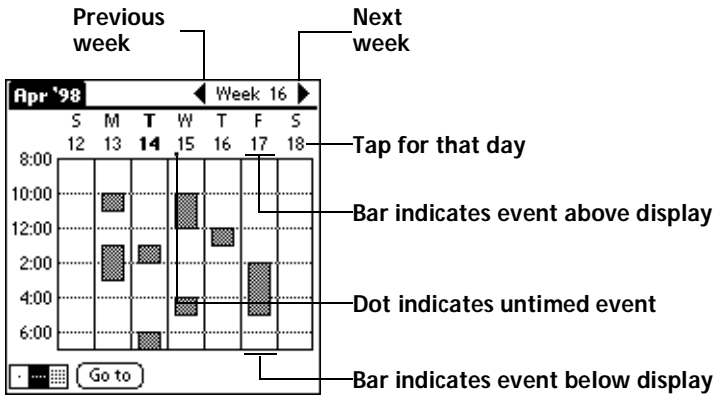 Previous week
Next week
Apr '98
Week 16
S M T W T F S
12 13 14 15 16 17 18
Tap for that day
8:00
10:00
Bar indicates event above display
12:00
2:00
4:00
Dot indicates untimed event
6:00
Go to
Bar indicates event below display